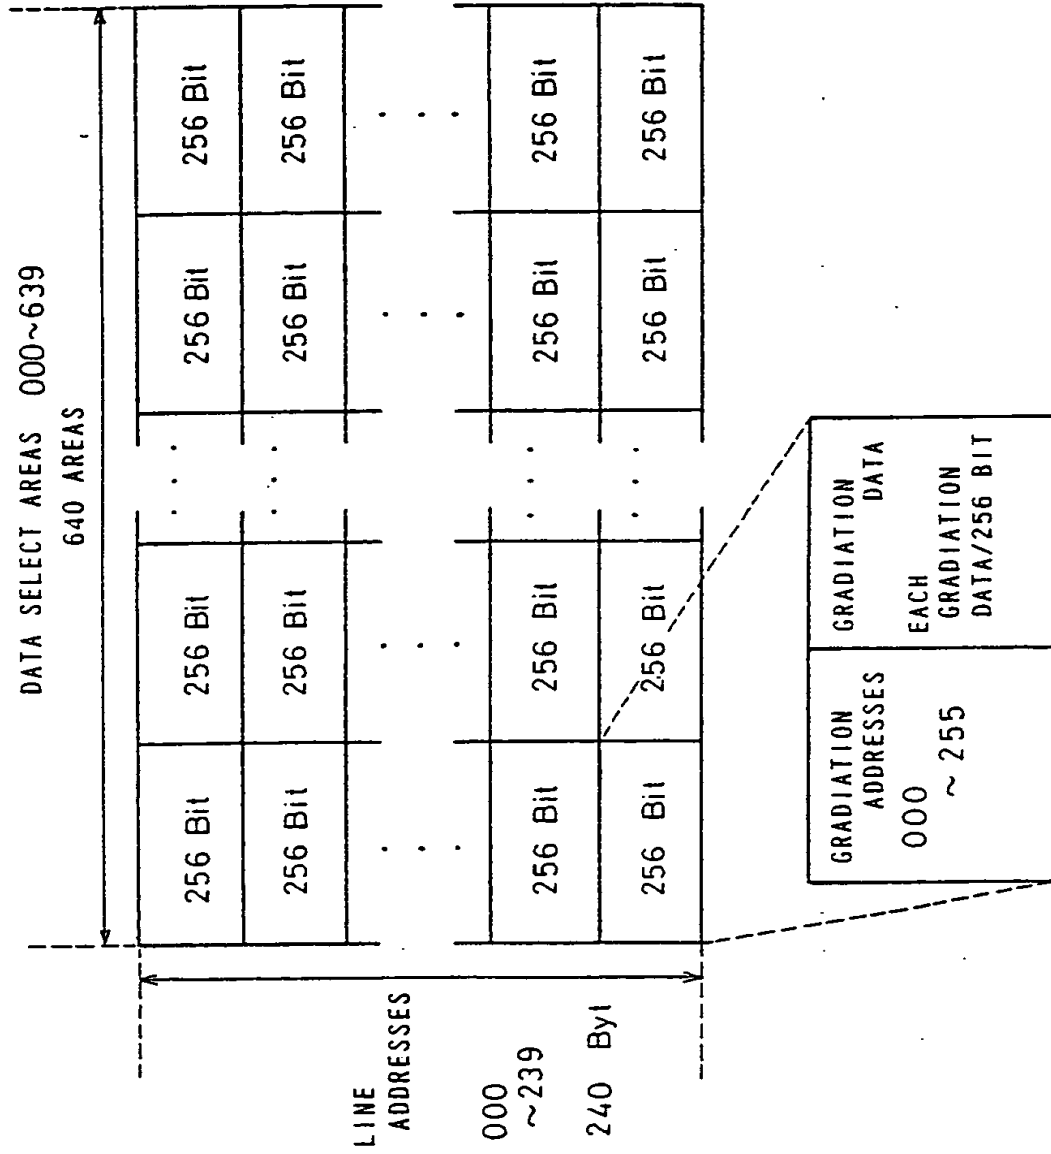 DATA SELECT AREAS 000~639
640 AREAS
256 Bit 256 Bit 256 Bit 256 Bit
256 Bit 256 Bit 256 Bit 256 Bit
256 Bit 256 Bit 256 Bit 256 Bit
256 Bit 256 Bit 256 Bit 256 Bit
LINE
ADDRESSES
000
~239
240 Byt
GRADIATION
ADDRESSES
000
~255
GRADIATION
DATA
EACH
GRADIATION
DATA/256 BIT